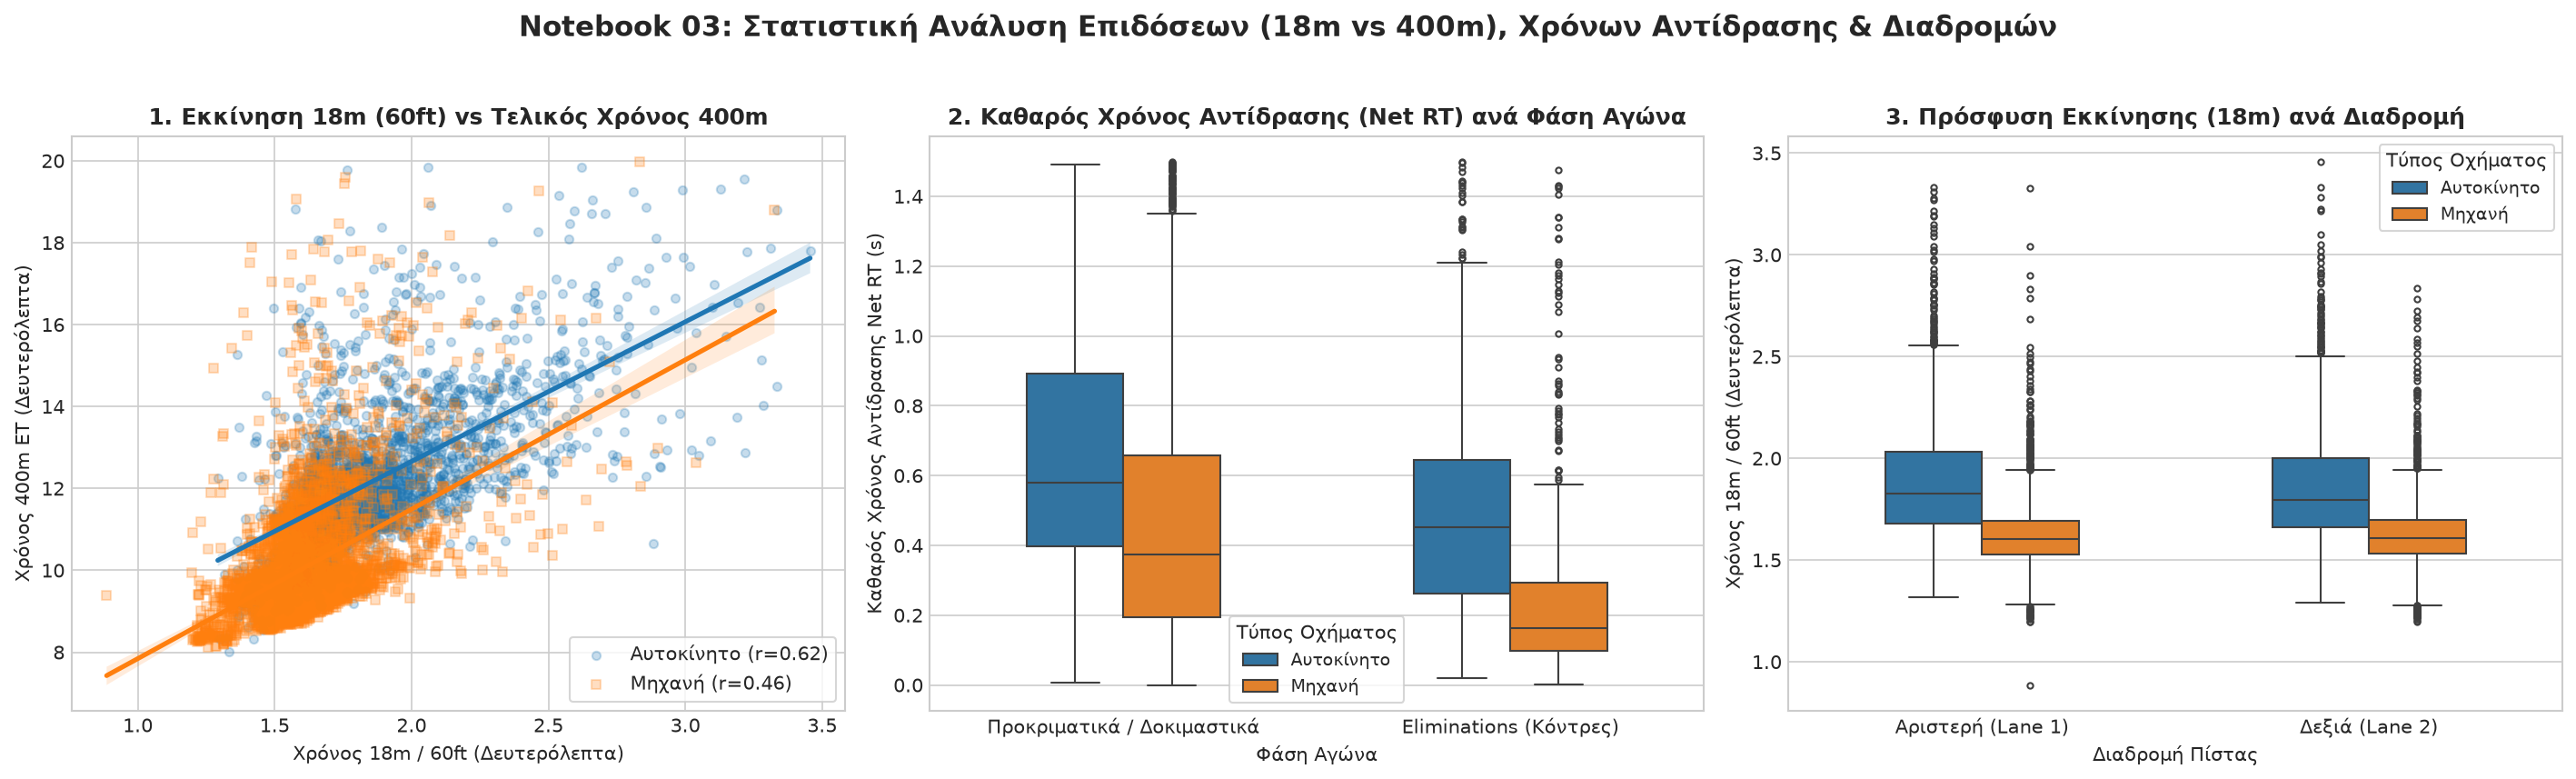 Notebook 03: Στατιστική Ανάλυση Επιδόσεων (18m vs 400m), Χρόνων Αντίδρασης & Διαδρομών
1. Εκκίνηση 18m (60ft) vs Τελικός Χρόνος 400m
Χρόνος 400m ET (Δευτερόλεπτα)
20
18
16
14
12
10
8
1.0
1.5
2.0
2.5
3.0
3.5
Χρόνος 18m / 60ft (Δευτερόλεπτα)
Αυτοκίνητο (r=0.62)
Μηχανή (r=0.46)
2. Καθαρός Χρόνος Αντίδρασης (Net RT) ανά Φάση Αγώνα
Καθαρός Χρόνος Αντίδρασης Net RT (s)
1.4
1.2
1.0
0.8
0.6
0.4
0.2
0.0
Τύπος Οχήματος
Αυτοκίνητο
Μηχανή
Προκριματικά / Δοκιμαστικά
Eliminations (Κόντρες)
Φάση Αγώνα
3. Πρόσφυση Εκκίνησης (18m) ανά Διαδρομή
Χρόνος 18m / 60ft (Δευτερόλεπτα)
3.5
3.0
2.5
2.0
1.5
1.0
Τύπος Οχήματος
Αυτοκίνητο
Μηχανή
Αριστερή (Lane 1)
Δεξιά (Lane 2)
Διαδρομή Πίστας